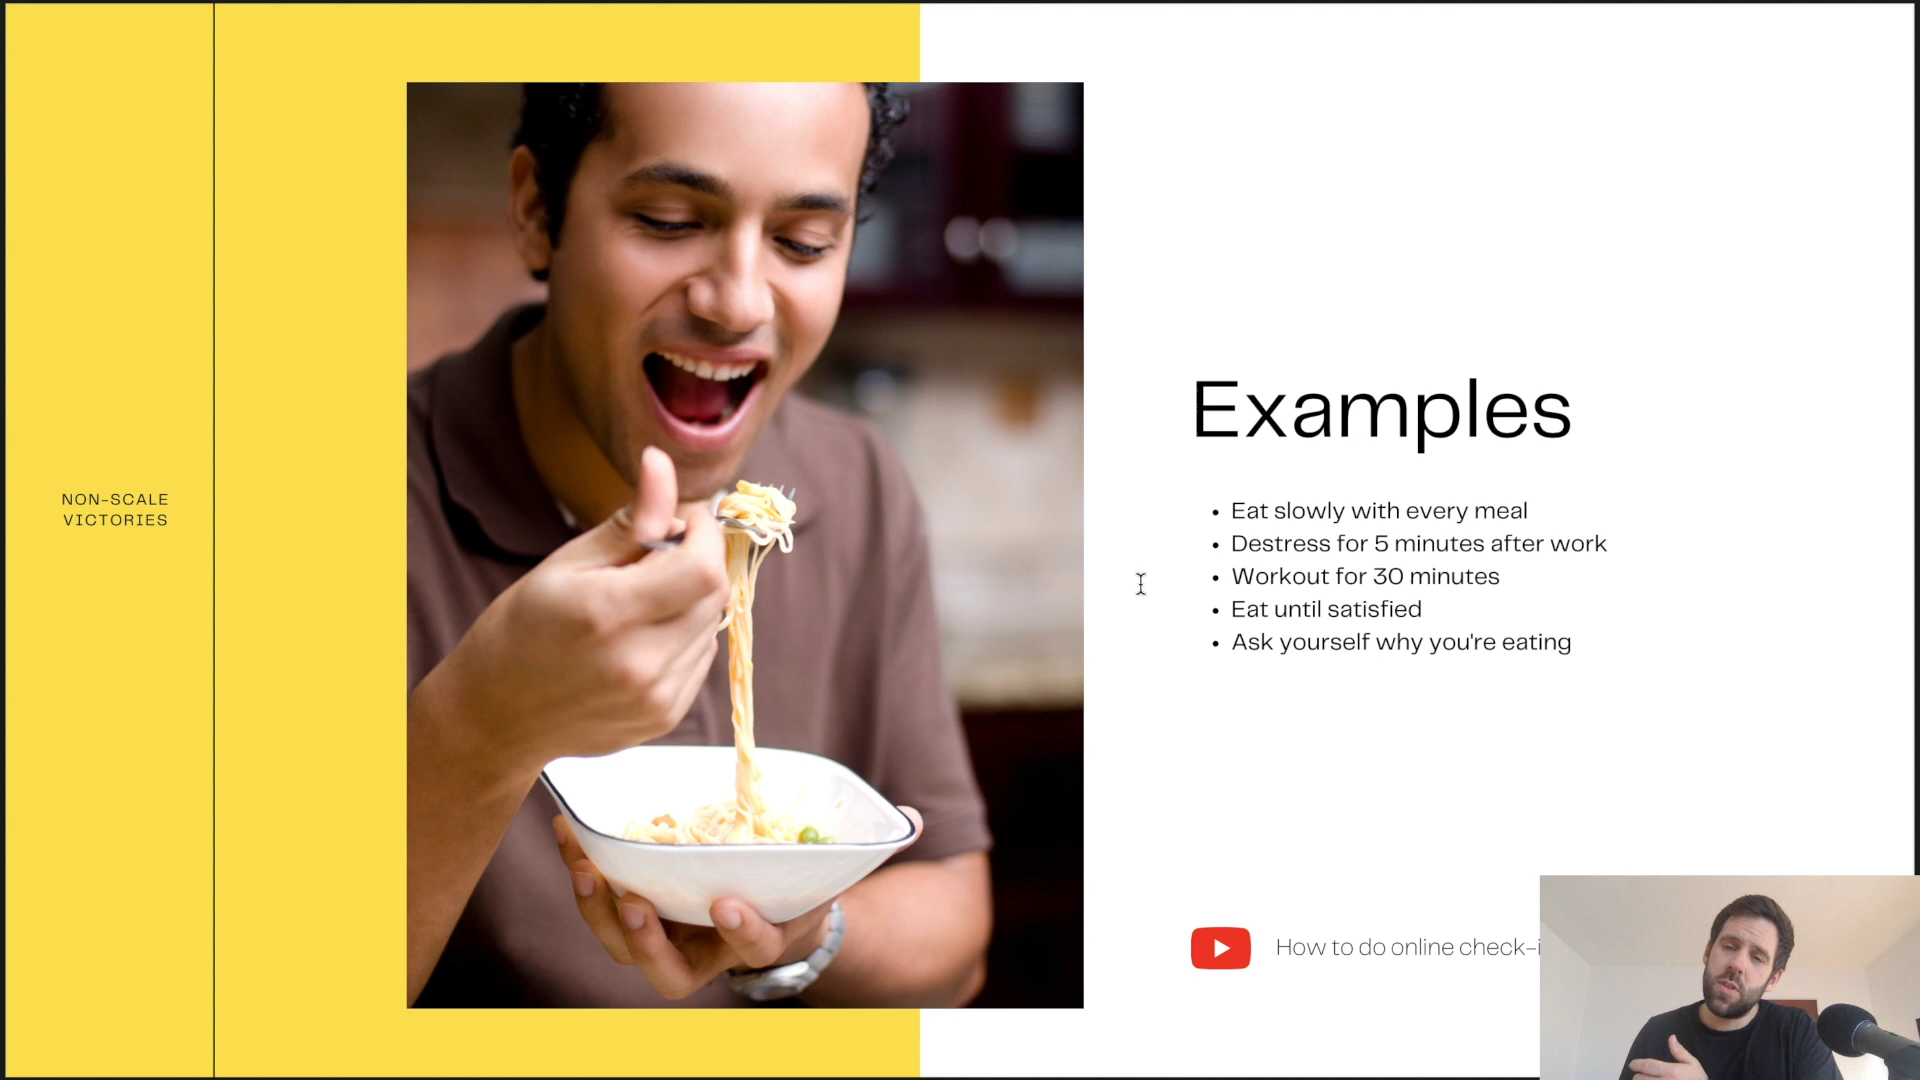 NON-SCALE
VICTORIES
Examples
• Eat slowly with every meal
• Destress for 5 minutes after work
• Workout for 30 minutes
• Eat until satisfied
• Ask yourself why you're eating
How to do online check-i